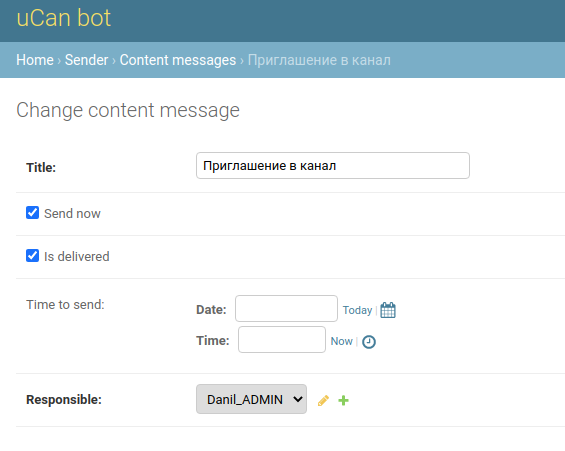 uCan bot
Home › Sender › Content messages › Приглашение в канал
Change content message
Title: Приглашение в канал
Send now
Is delivered
Time to send: Date: Today |
Time: Now |
Responsible: Danil_ADMIN